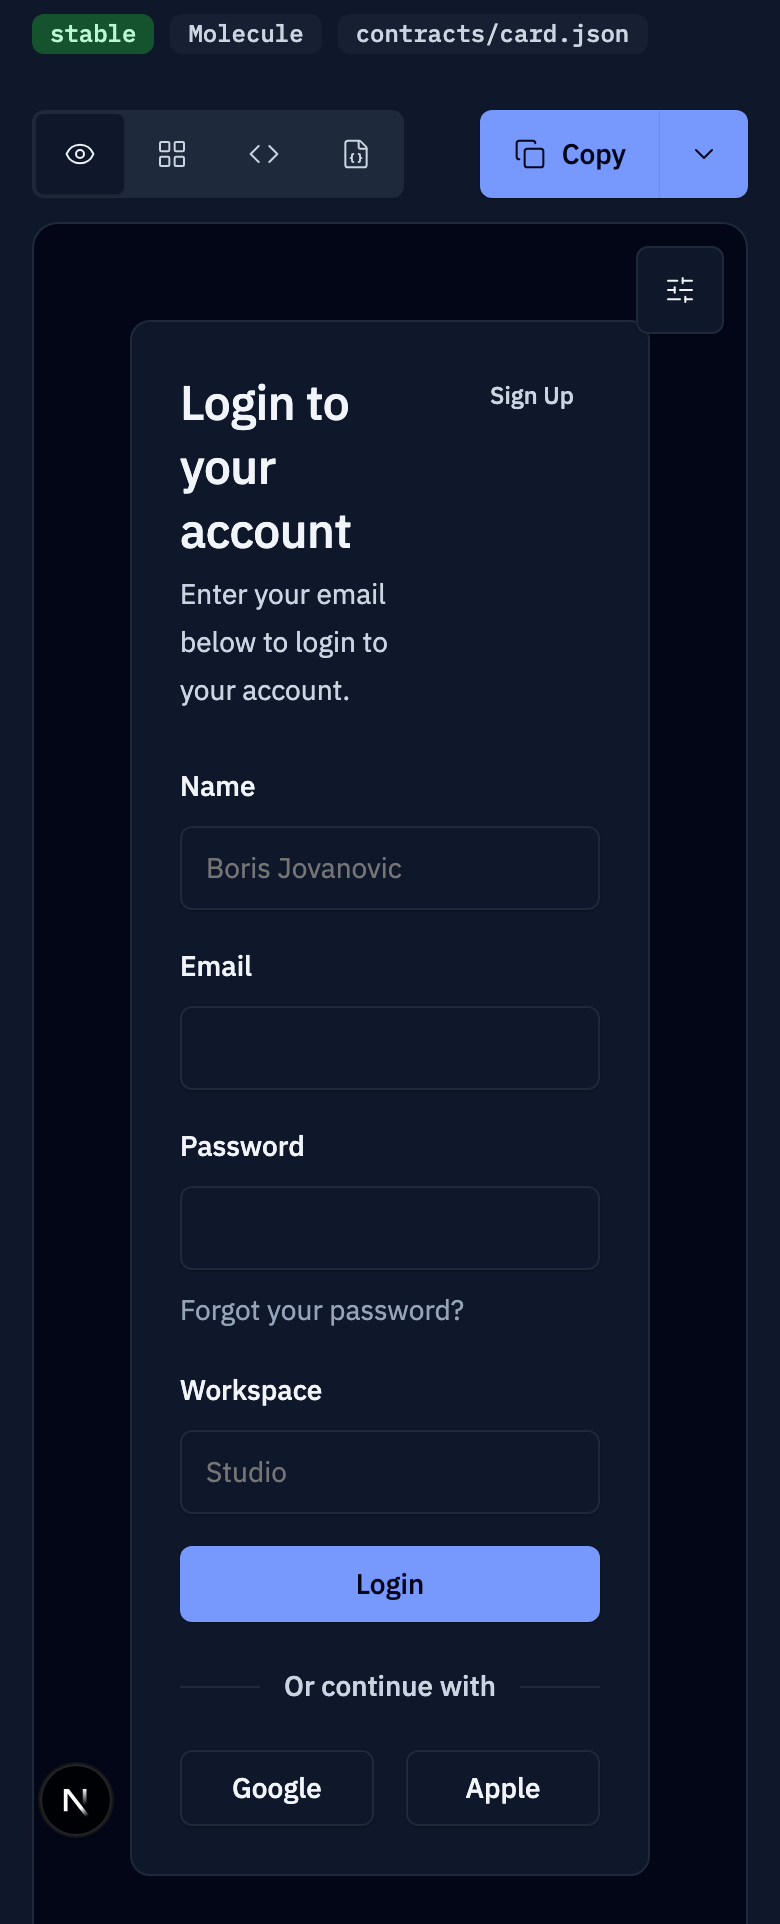 stable Molecule contracts/card.json
Copy
Login to
your
account
Sign Up
Enter your email
below to login to
your account.
Name
Boris Jovanovic
Email
Password
Forgot your password?
Workspace
Studio
Login
Or continue with
Google Apple
N